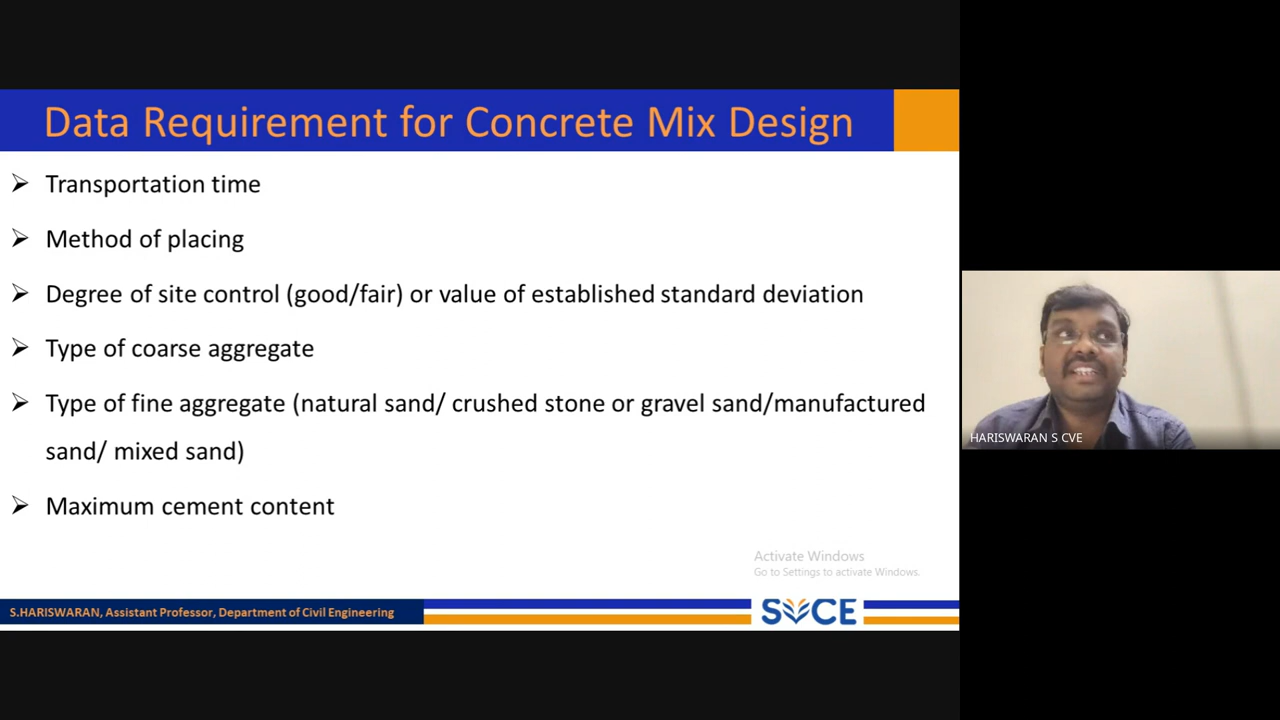 Data Requirement for Concrete Mix Design
➢ Transportation time
➢ Method of placing
➢ Degree of site control (good/fair) or value of established standard deviation
➢ Type of coarse aggregate
➢ Type of fine aggregate (natural sand/ crushed stone or gravel sand/manufactured
sand/ mixed sand)
➢ Maximum cement content
Activate Windows
Go to Settings to activate Windows.
S.HARISWARAN, Assistant Professor, Department of Civil Engineering
SVCE
HARISWARAN S CVE